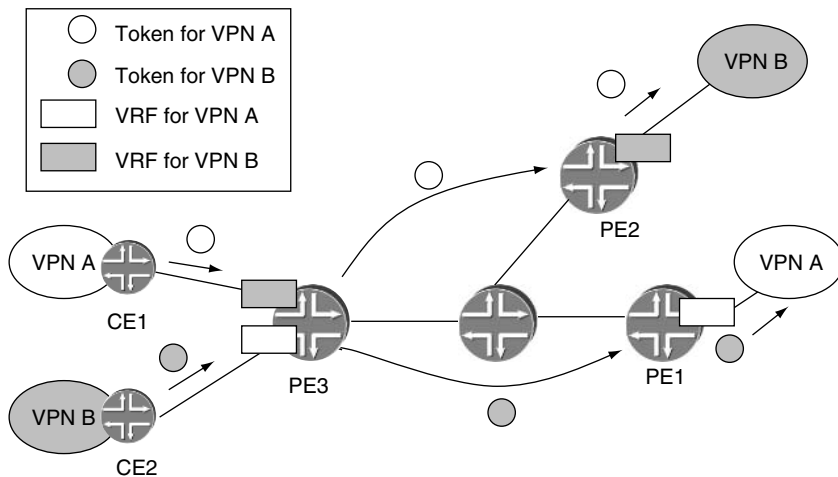 Token for VPN A
Token for VPN B
VRF for VPN A
VRF for VPN B
VPN B
PE2
VPN A
CE1
VPN A
PE3
PE1
VPN B
CE2